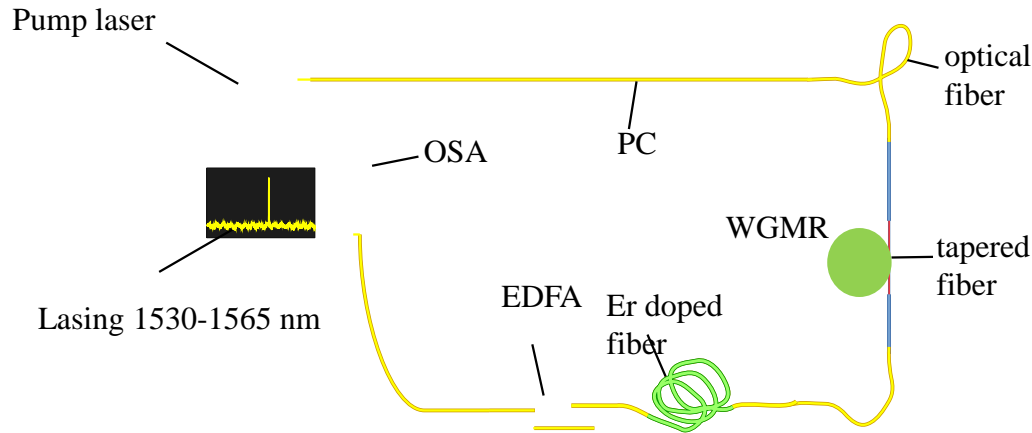 Pump laser
optical
fiber
PC
OSA
WGMR
tapered
fiber
EDFA
Er doped
fiber
Lasing 1530-1565 nm